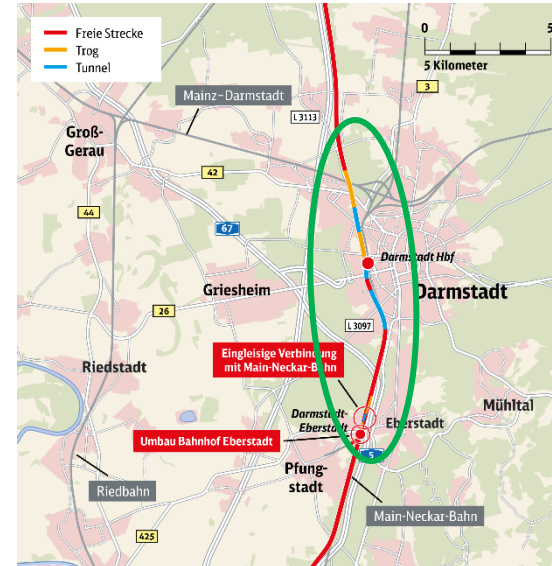 Freie Strecke
Trog
Tunnel
0
5
5 Kilometer
3
Mainz–Darmstadt
L 3113
Groß-
Gerau
42
44
67
Darmstadt Hbf
Griesheim
Darmstadt
26
L 3097
Eingleisige Verbindung
mit Main-Neckar-Bahn
Riedstadt
Mühltal
Darmstadt-
Eberstadt
Eberstadt
Umbau Bahnhof Eberstadt
5
Pfung-
stadt
Riedbahn
Main-Neckar-Bahn
425